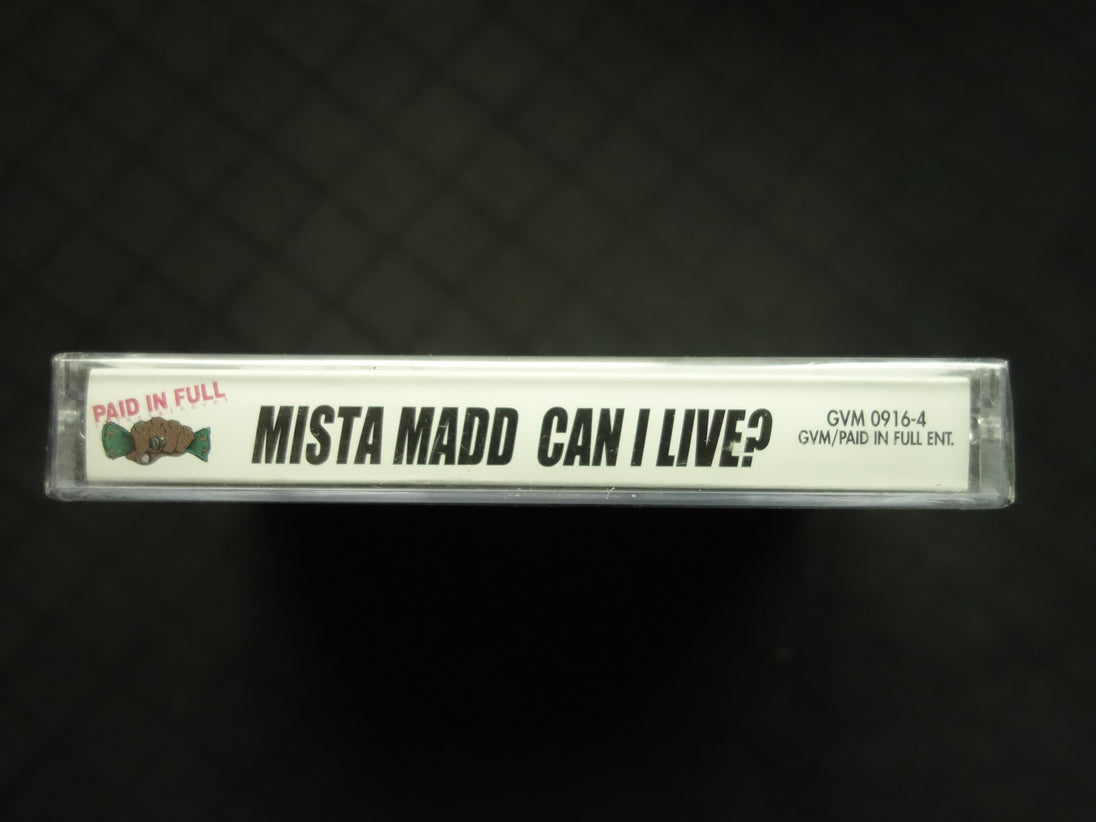 PAID IN FULL
MISTA MADD CAN I LIVE?
GVM 0916-4
GVM/PAID IN FULL ENT.